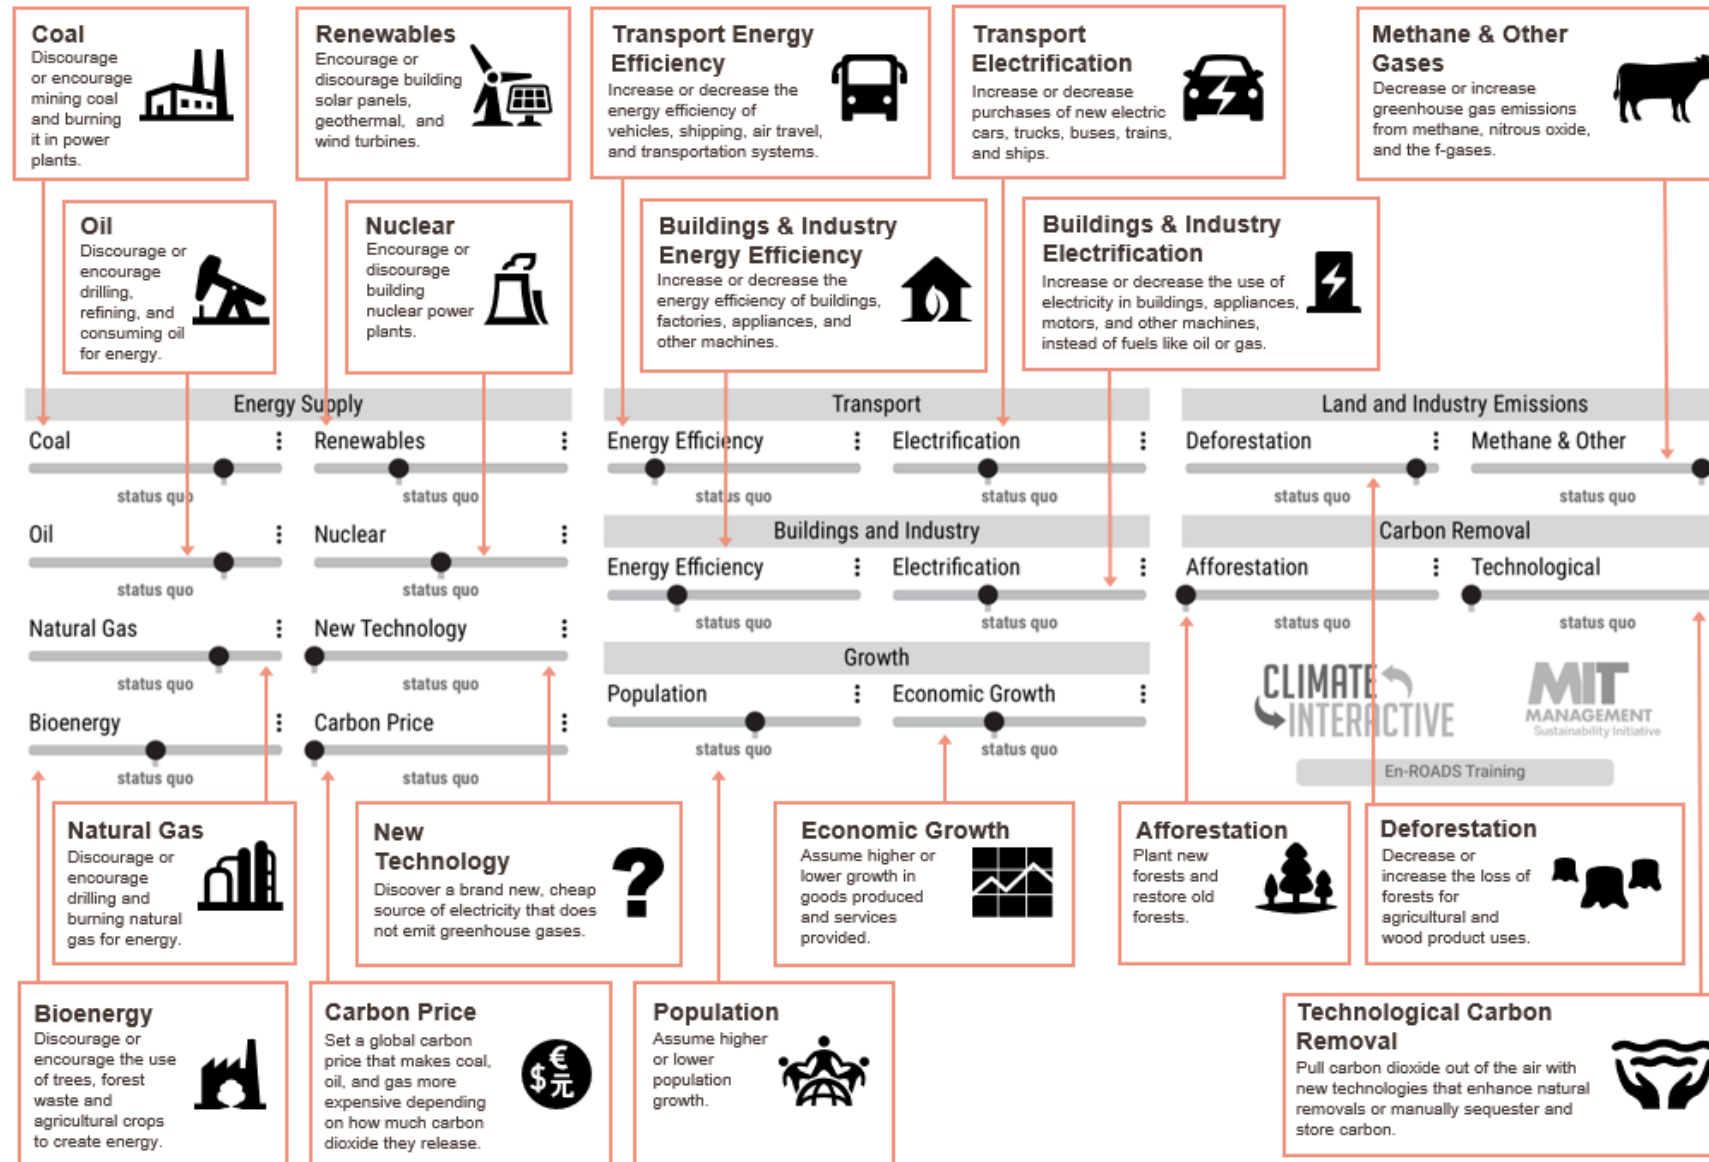 Coal
Discourage
or encourage
mining coal
and burning
it in power
plants.
Renewables
Encourage or
discourage building
solar panels,
geothermal, and
wind turbines.
Transport Energy
Efficiency
Increase or decrease the
energy efficiency of
vehicles, shipping, air travel,
and transportation systems.
Transport
Electrification
Increase or decrease
purchases of new electric
cars, trucks, buses, trains,
and ships.
Methane & Other
Gases
Decrease or increase
greenhouse gas emissions
from methane, nitrous oxide,
and the f-gases.
Oil
Discourage or
encourage
drilling,
refining, and
consuming oil
for energy.
Nuclear
Encourage or
discourage
building
nuclear power
plants.
Buildings & Industry
Energy Efficiency
Increase or decrease the
energy efficiency of buildings,
factories, appliances, and
other machines.
Buildings & Industry
Electrification
Increase or decrease the use of
electricity in buildings, appliances,
motors, and other machines,
instead of fuels like oil or gas.
Energy Supply
Coal
status quo
Renewables
status quo
Oil
status quo
Nuclear
status quo
Natural Gas
status quo
New Technology
status quo
Bioenergy
status quo
Carbon Price
status quo
Transport
Energy Efficiency
status quo
Electrification
status quo
Buildings and Industry
Energy Efficiency
status quo
Electrification
status quo
Growth
Population
status quo
Economic Growth
status quo
Land and Industry Emissions
Deforestation
status quo
Methane & Other
status quo
Carbon Removal
Afforestation
status quo
Technological
status quo
CLIMATE
INTERACTIVE
MIT
MANAGEMENT
Sustainability Initiative
En-ROADS Training
Natural Gas
Discourage or
encourage
drilling and
burning natural
gas for energy.
New
Technology
Discover a brand new, cheap
source of electricity that does
not emit greenhouse gases.
?
Economic Growth
Assume higher or
lower growth in
goods produced
and services
provided.
Afforestation
Plant new
forests and
restore old
forests.
Deforestation
Decrease or
increase the loss of
forests for
agricultural and
wood product uses.
Bioenergy
Discourage or
encourage the use
of trees, forest
waste and
agricultural crops
to create energy.
Carbon Price
Set a global carbon
price that makes coal,
oil, and gas more
expensive depending
on how much carbon
dioxide they release.
€
$元
Population
Assume higher
or lower
population
growth.
Technological Carbon
Removal
Pull carbon dioxide out of the air with
new technologies that enhance natural
removals or manually sequester and
store carbon.